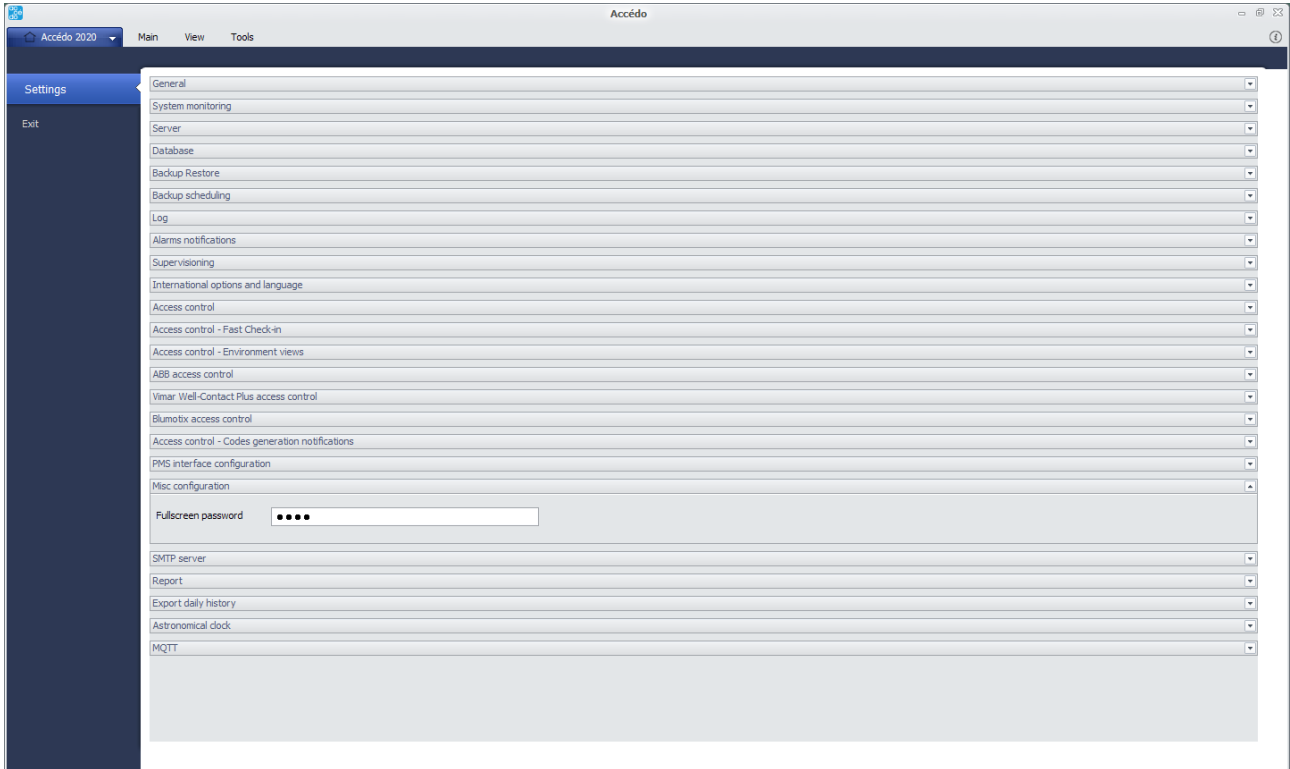 Accédo
Accédo 2020 Main View Tools
Settings
Exit
General
System monitoring
Server
Database
Backup Restore
Backup scheduling
Log
Alarms notifications
Supervisioning
International options and language
Access control
Access control - Fast Check-in
Access control - Environment views
ABB access control
Vimar Well-Contact Plus access control
Blumotix access control
Access control - Codes generation notifications
PMS interface configuration
Misc configuration
Fullscreen password ●●●●
SMTP server
Report
Export daily history
Astronomical clock
MQTT